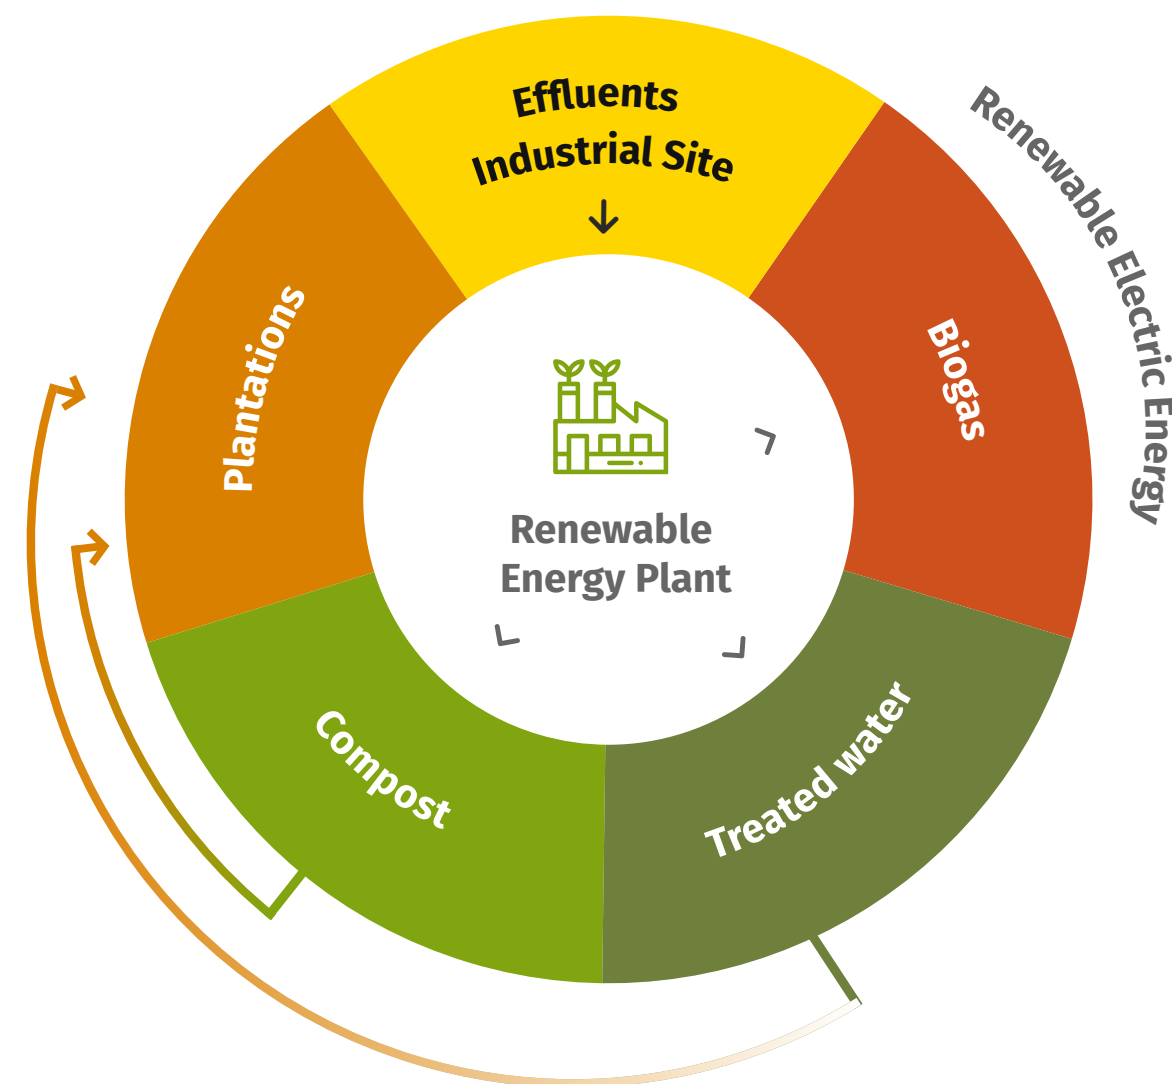 Effluents
Industrial Site
Renewable Electric Energy
Biogas
Plantations
Renewable
Energy Plant
Compost
Treated water